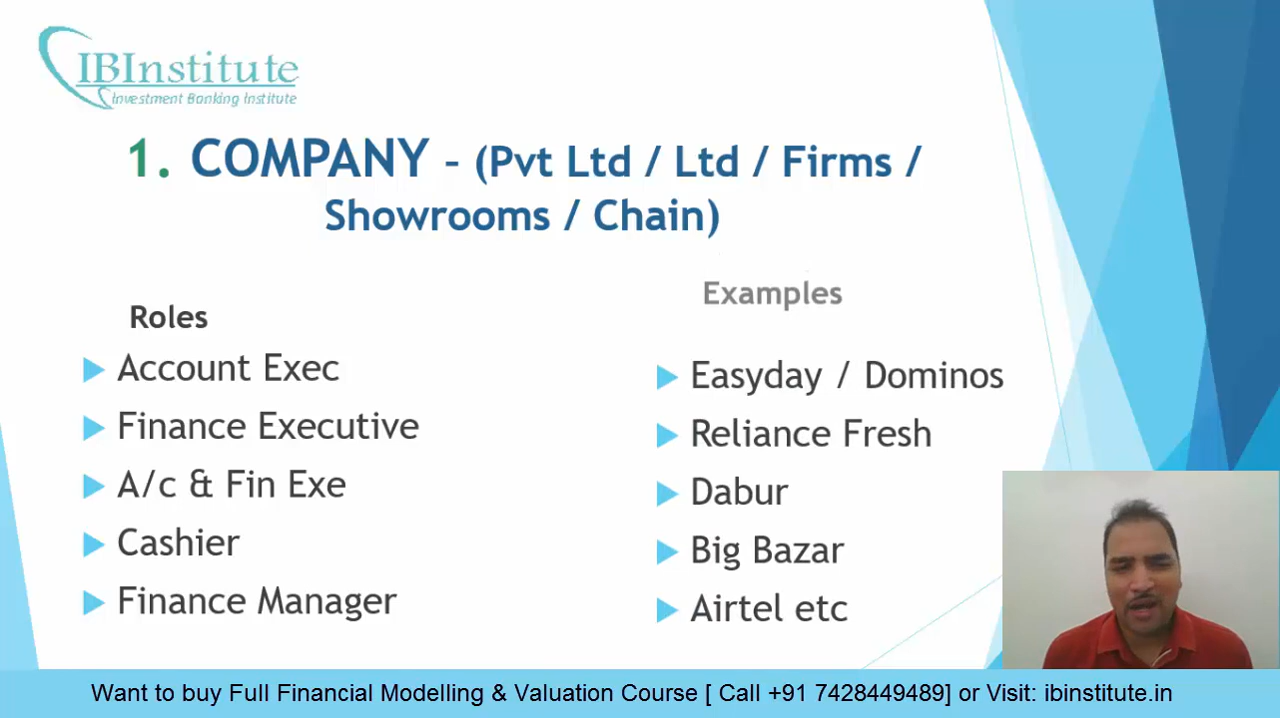 IBInstitute
Investment Banking Institute
1. COMPANY – (Pvt Ltd / Ltd / Firms /
Showrooms / Chain)
Roles
Account Exec
Finance Executive
A/c & Fin Exe
Cashier
Finance Manager
Examples
Easyday / Dominos
Reliance Fresh
Dabur
Big Bazar
Airtel etc
Want to buy Full Financial Modelling & Valuation Course [ Call +91 7428449489] or Visit: ibinstitute.in